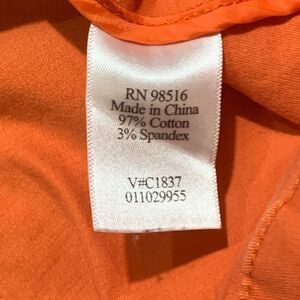 RN 98516
Made in China
97% Cotton
3% Spandex
V#C1837
011029955